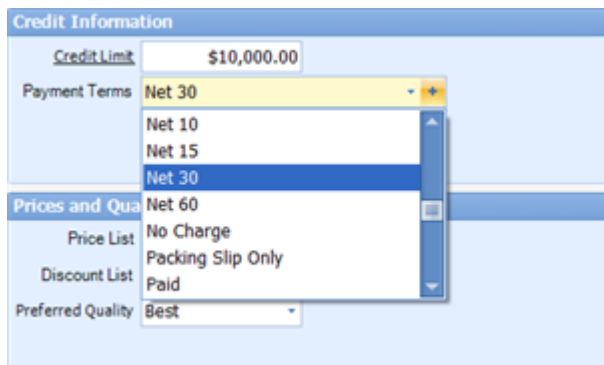 Credit Information
Credit Limit $10,000.00
Payment Terms Net 30
Net 10
Net 15
Net 30
Prices and Qua Net 60
Price List No Charge
Packing Slip Only
Discount List Paid
Preferred Quality Best